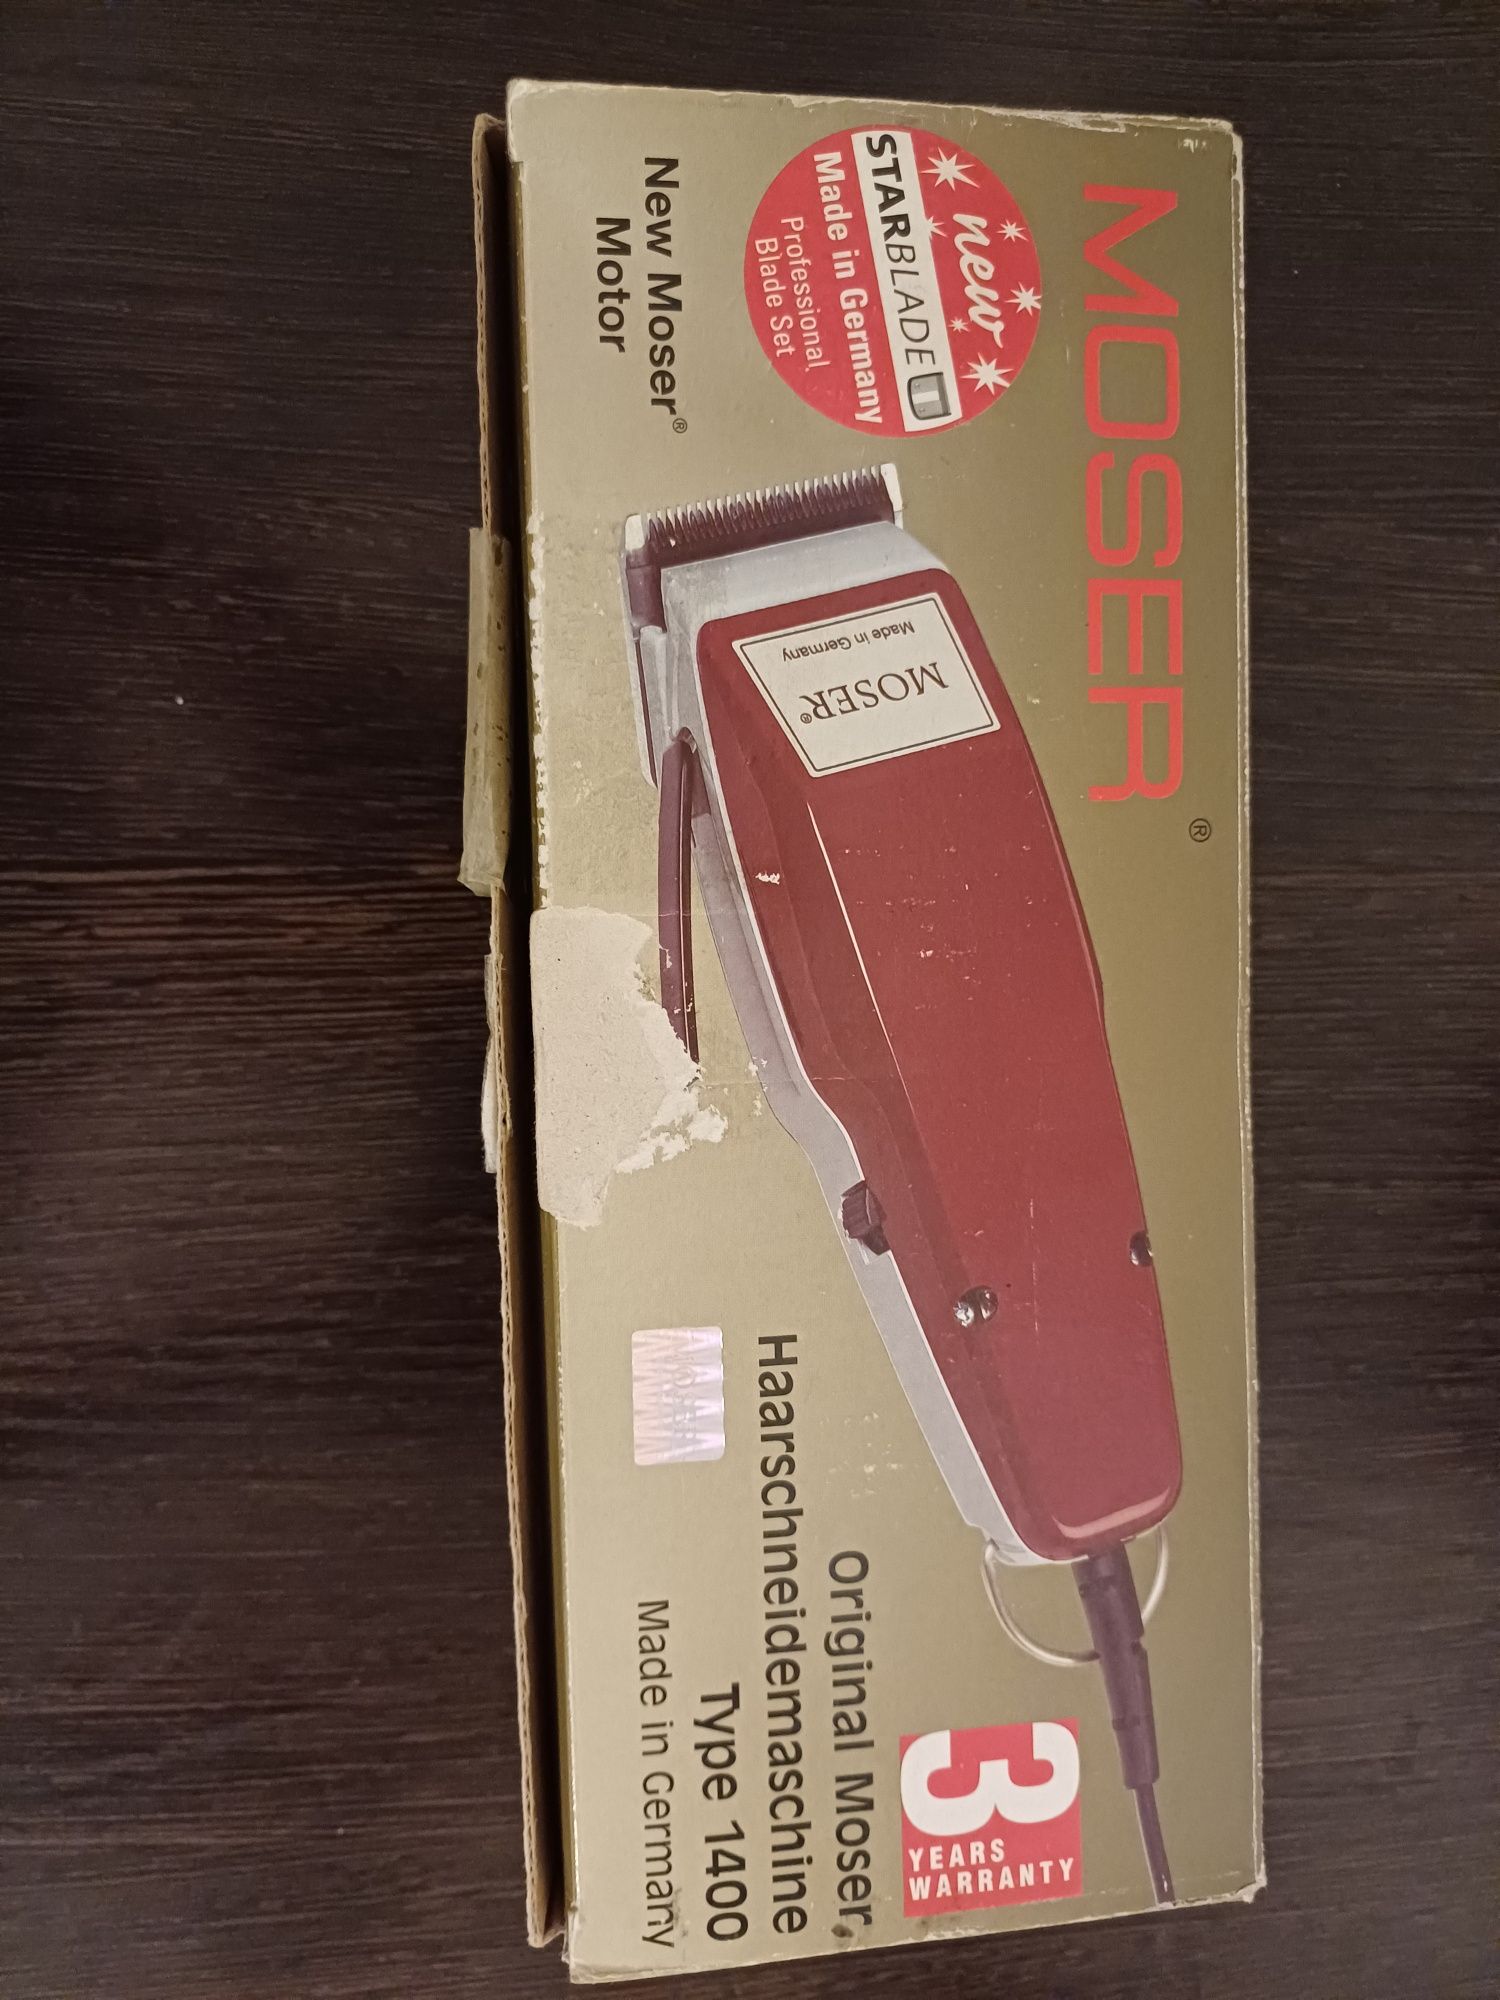 MOSER®
new
STARBLADE
Made in Germany
Professional
Blade Set
New Moser®
Motor
MOSER®
Made in Germany
3
YEARS
WARRANTY
Original Moser
Haarschneidemaschine
Type 1400
Made in Germany
MOSER